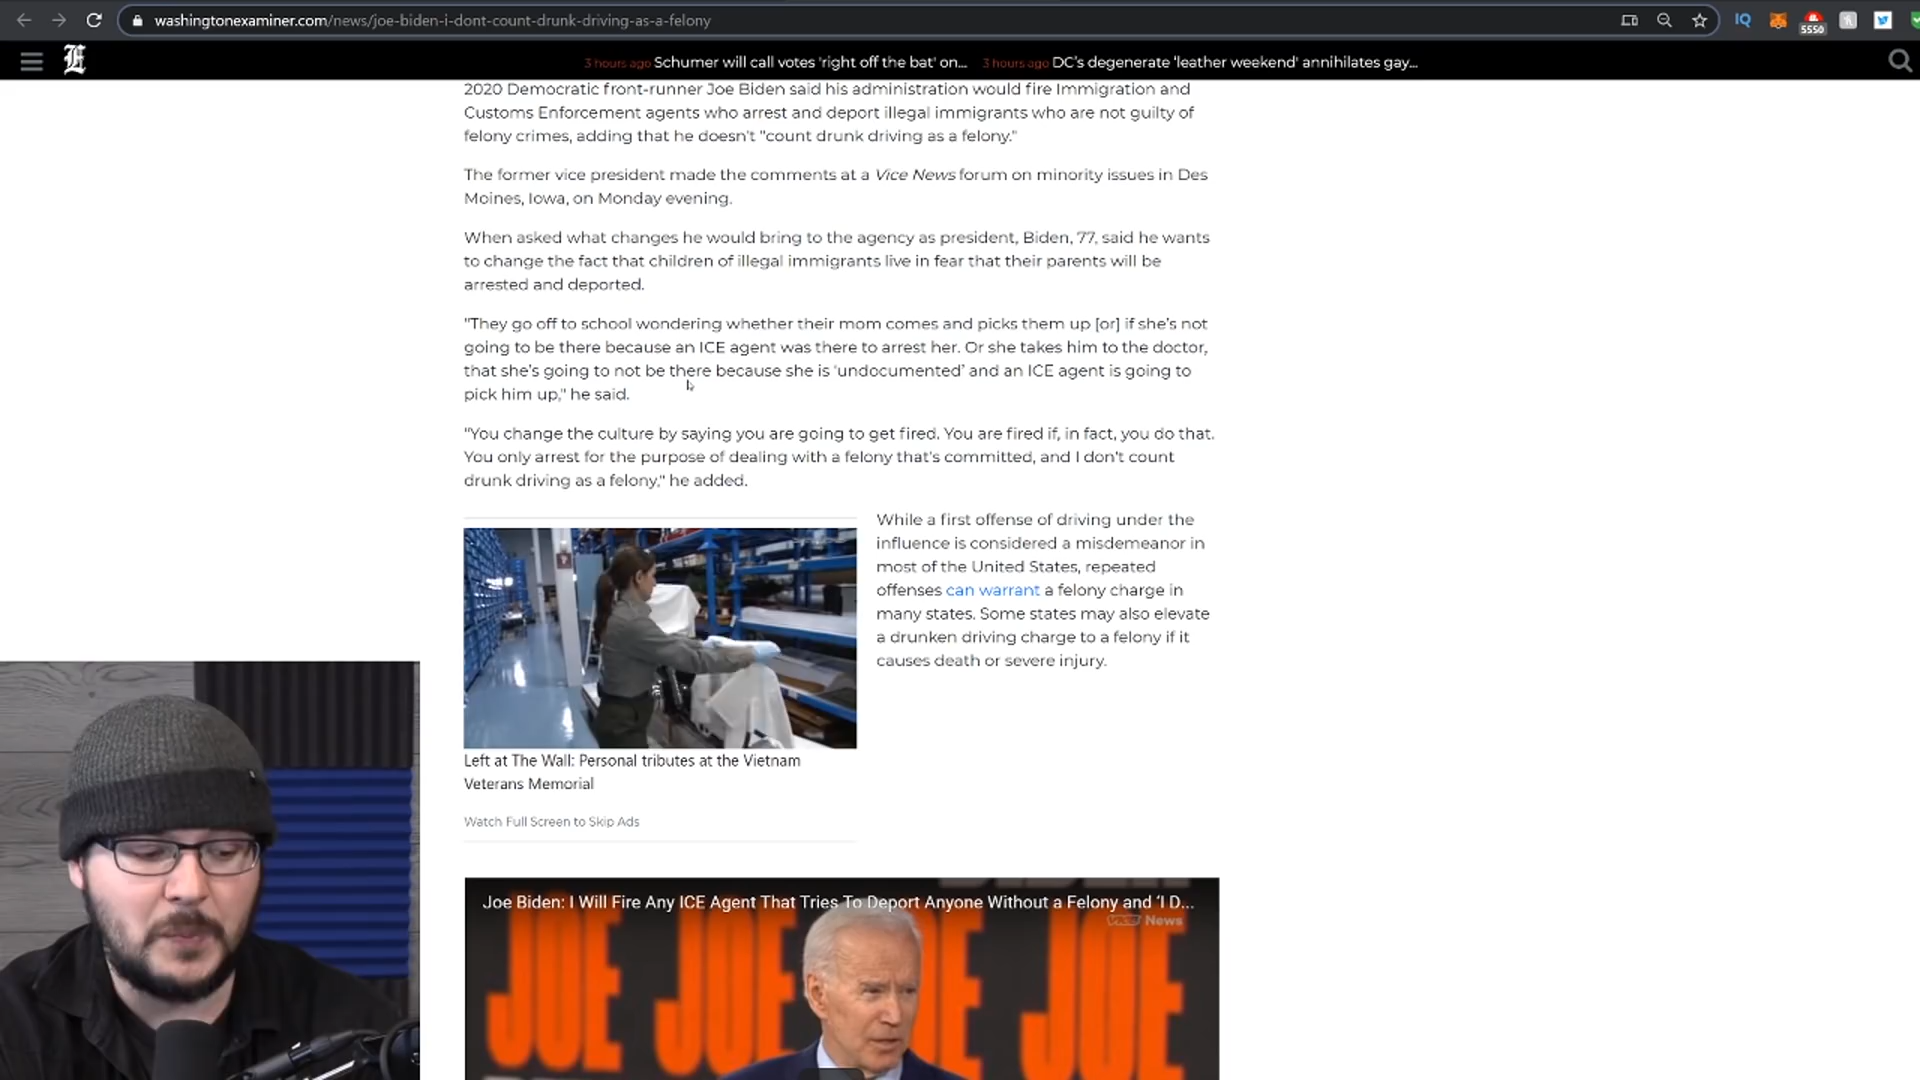 washingtonexaminer.com/news/joe-biden-i-dont-count-drunk-driving-as-a-felony
IQ
5550
3 hours ago Schumer will call votes 'right off the bat' on... 3 hours ago DC's degenerate 'leather weekend' annihilates gay...
2020 Democratic front-runner Joe Biden said his administration would fire Immigration and
Customs Enforcement agents who arrest and deport illegal immigrants who are not guilty of
felony crimes, adding that he doesn't "count drunk driving as a felony."
The former vice president made the comments at a Vice News forum on minority issues in Des
Moines, Iowa, on Monday evening.
When asked what changes he would bring to the agency as president, Biden, 77, said he wants
to change the fact that children of illegal immigrants live in fear that their parents will be
arrested and deported.
"They go off to school wondering whether their mom comes and picks them up [or] if she's not
going to be there because an ICE agent was there to arrest her. Or she takes him to the doctor,
that she's going to not be there because she is 'undocumented' and an ICE agent is going to
pick him up," he said.
"You change the culture by saying you are going to get fired. You are fired if, in fact, you do that.
You only arrest for the purpose of dealing with a felony that's committed, and I don't count
drunk driving as a felony," he added.
While a first offense of driving under the
influence is considered a misdemeanor in
most of the United States, repeated
offenses can warrant a felony charge in
many states. Some states may also elevate
a drunken driving charge to a felony if it
causes death or severe injury.
Left at The Wall: Personal tributes at the Vietnam
Veterans Memorial
Watch Full Screen to Skip Ads
Joe Biden: I Will Fire Any ICE Agent That Tries To Deport Anyone Without a Felony and 'I D...
VICE News
JOE JOE JOE JOE